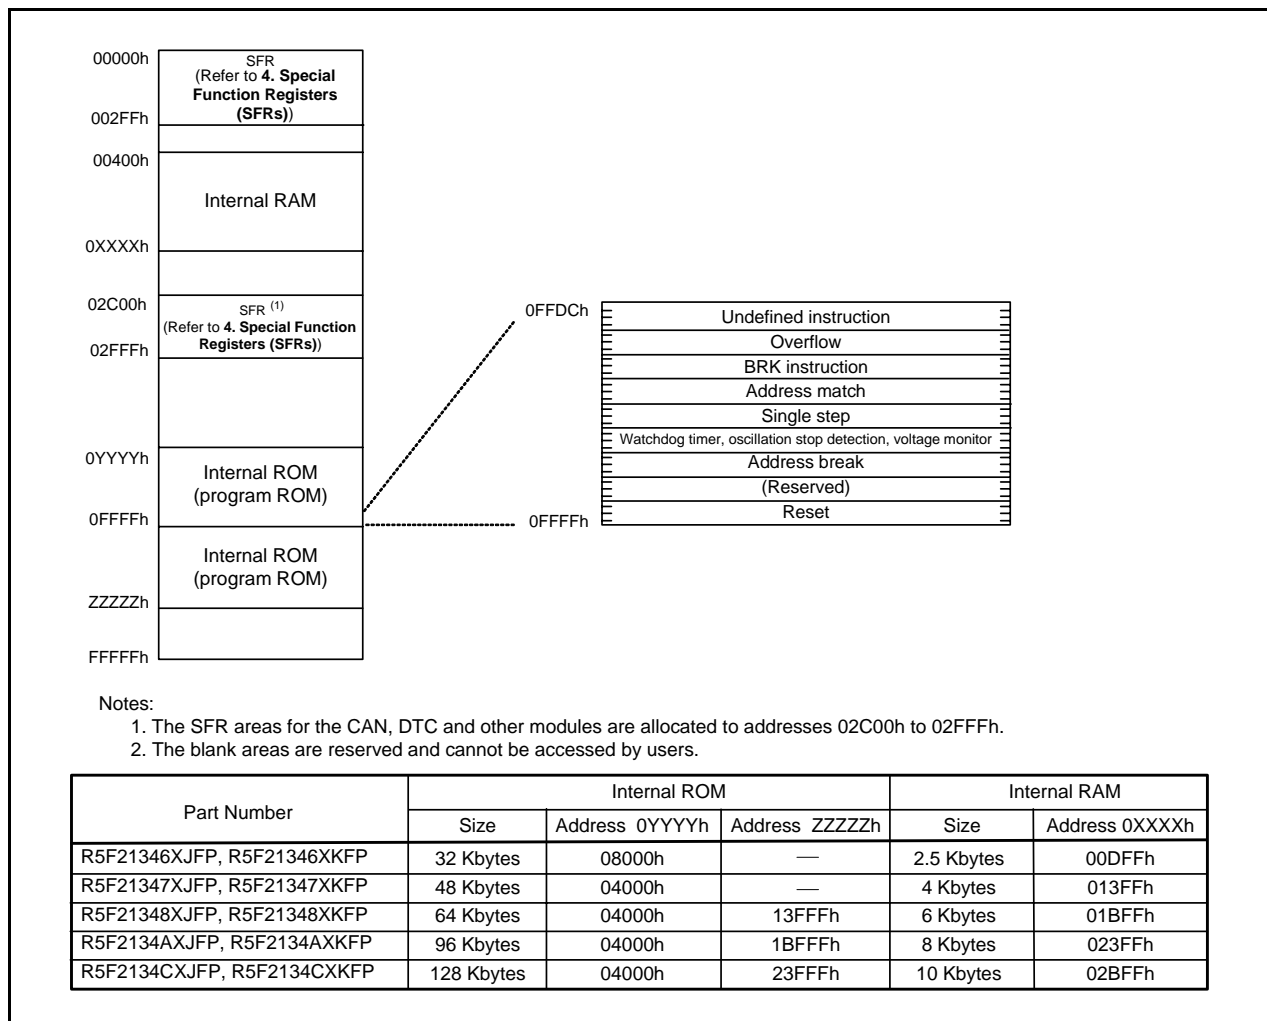 00000h
SFR
(Refer to 4. Special
Function Registers
(SFRs))
002FFh
00400h
Internal RAM
0XXXXh
02C00h
SFR (1)
(Refer to 4. Special Function
Registers (SFRs))
02FFFh
0YYYYh
Internal ROM
(program ROM)
0FFFFh
Internal ROM
(program ROM)
ZZZZZh
FFFFFh
0FFDCh
Undefined instruction
Overflow
BRK instruction
Address match
Single step
Watchdog timer, oscillation stop detection, voltage monitor
Address break
(Reserved)
Reset
0FFFFh
Notes:
1. The SFR areas for the CAN, DTC and other modules are allocated to addresses 02C00h to 02FFFh.
2. The blank areas are reserved and cannot be accessed by users.
Part Number Internal ROM Internal RAM
Size Address 0YYYYh Address ZZZZZh Size Address 0XXXXh
R5F21346XJFP, R5F21346XKFP 32 Kbytes 08000h — 2.5 Kbytes 00DFFh
R5F21347XJFP, R5F21347XKFP 48 Kbytes 04000h — 4 Kbytes 013FFh
R5F21348XJFP, R5F21348XKFP 64 Kbytes 04000h 13FFFh 6 Kbytes 01BFFh
R5F2134AXJFP, R5F2134AXKFP 96 Kbytes 04000h 1BFFFh 8 Kbytes 023FFh
R5F2134CXJFP, R5F2134CXKFP 128 Kbytes 04000h 23FFFh 10 Kbytes 02BFFh